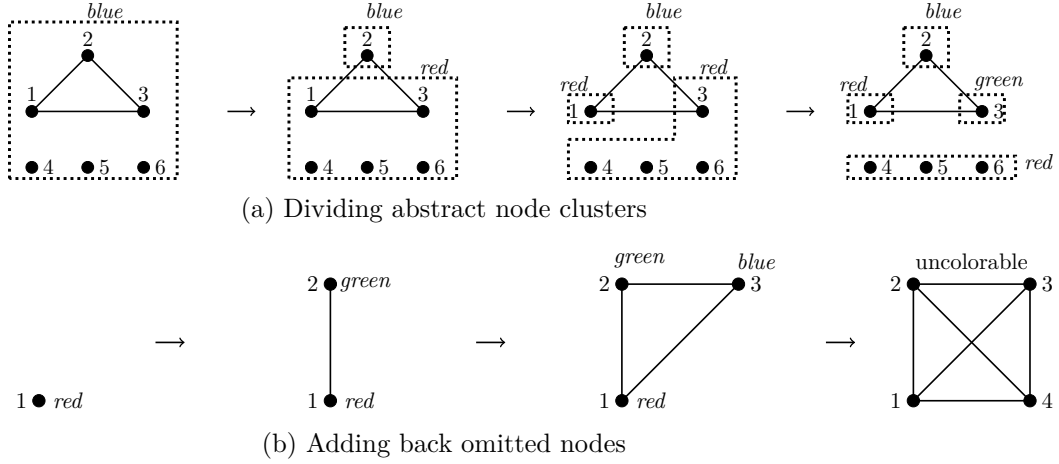 blue
2
1 3
4 5 6
→
blue
2
red
1 3
4 5 6
→
blue
2
red red
1 3
4 5 6
→
blue
2
red green
1 3
4 5 6 red
(a) Dividing abstract node clusters
1 red
→
2 green
1 red
→
green blue
2 3
1 red
→
uncolorable
2 3
1 4
(b) Adding back omitted nodes